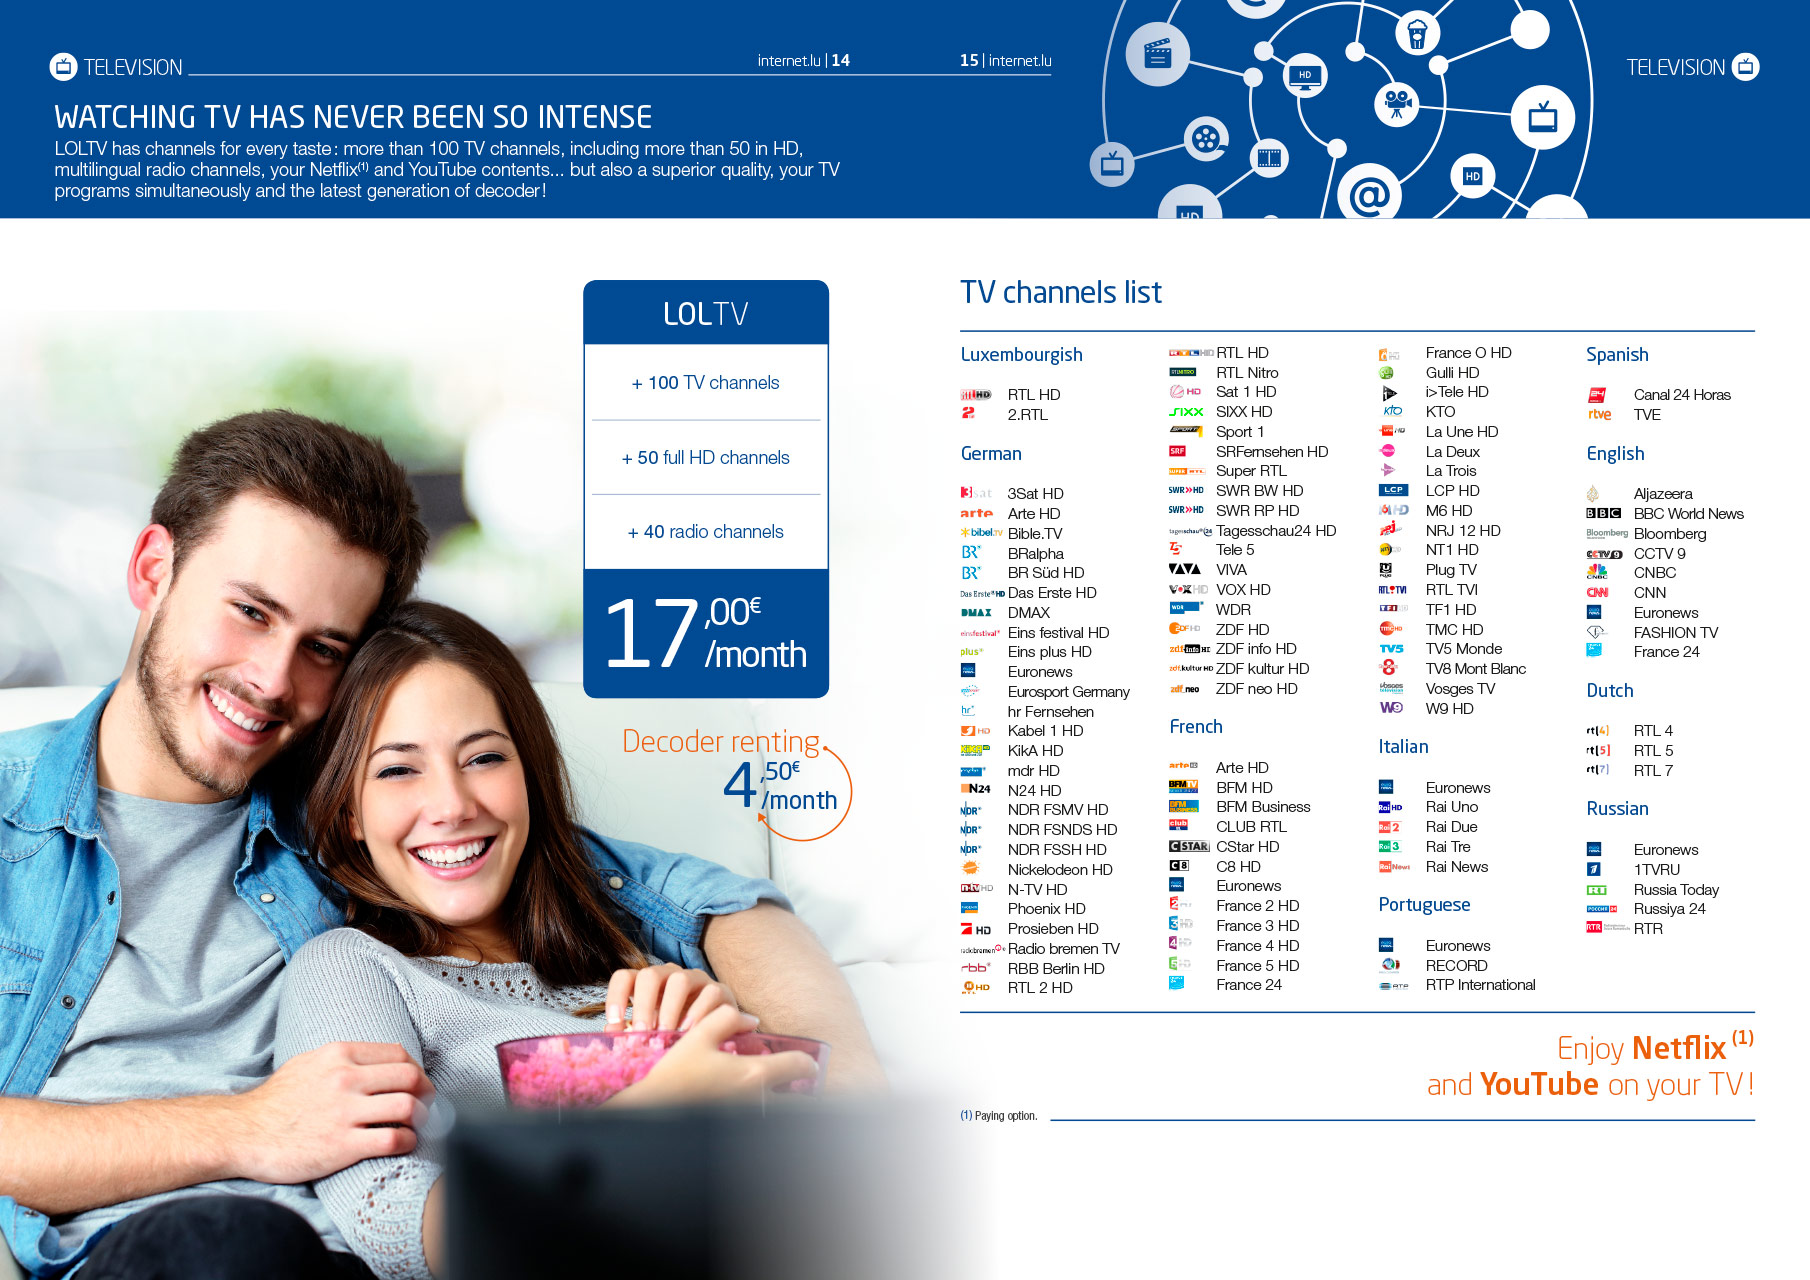 TELEVISION
internet.lu | 14
15 | internet.lu
TELEVISION
WATCHING TV HAS NEVER BEEN SO INTENSE
LOLTV has channels for every taste: more than 100 TV channels, including more than 50 in HD,
multilingual radio channels, your Netflix(1) and YouTube contents... but also a superior quality, your TV
programs simultaneously and the latest generation of decoder!
HD
HD
HD
@
LOLTV
+ 100 TV channels
+ 50 full HD channels
+ 40 radio channels
17,00€
/month
Decoder renting
4,50€
/month
TV channels list
Luxembourgish
RTL HD
2.RTL
German
3Sat HD
Arte HD
Bible.TV
BRalpha
BR Süd HD
Das Erste HD
DMAX
Eins festival HD
Eins plus HD
Euronews
Eurosport Germany
hr Fernsehen
Kabel 1 HD
KikA HD
mdr HD
N24 HD
NDR FSMV HD
NDR FSNDS HD
NDR FSSH HD
Nickelodeon HD
N-TV HD
Phoenix HD
Prosieben HD
Radio bremen TV
RBB Berlin HD
RTL 2 HD
RTL HD
RTL Nitro
Sat 1 HD
SIXX HD
Sport 1
SRFernsehen HD
Super RTL
SWR BW HD
SWR RP HD
Tagesschau24 HD
Tele 5
VIVA
VOX HD
WDR
ZDF HD
ZDF info HD
ZDF kultur HD
ZDF neo HD
French
Arte HD
BFM HD
BFM Business
CLUB RTL
CStar HD
C8 HD
Euronews
France 2 HD
France 3 HD
France 4 HD
France 5 HD
France 24
France O HD
Gulli HD
i>Tele HD
KTO
La Une HD
La Deux
La Trois
LCP HD
M6 HD
NRJ 12 HD
NT1 HD
Plug TV
RTL TVI
TF1 HD
TMC HD
TV5 Monde
TV8 Mont Blanc
Vosges TV
W9 HD
Italian
Euronews
Rai Uno
Rai Due
Rai Tre
Rai News
Portuguese
Euronews
RECORD
RTP International
Spanish
Canal 24 Horas
TVE
English
Aljazeera
BBC World News
Bloomberg
CCTV 9
CNBC
CNN
Euronews
FASHION TV
France 24
Dutch
RTL 4
RTL 5
RTL 7
Russian
Euronews
1TVRU
Russia Today
Russiya 24
RTR
Enjoy Netflix (1)
and YouTube on your TV!
(1) Paying option.